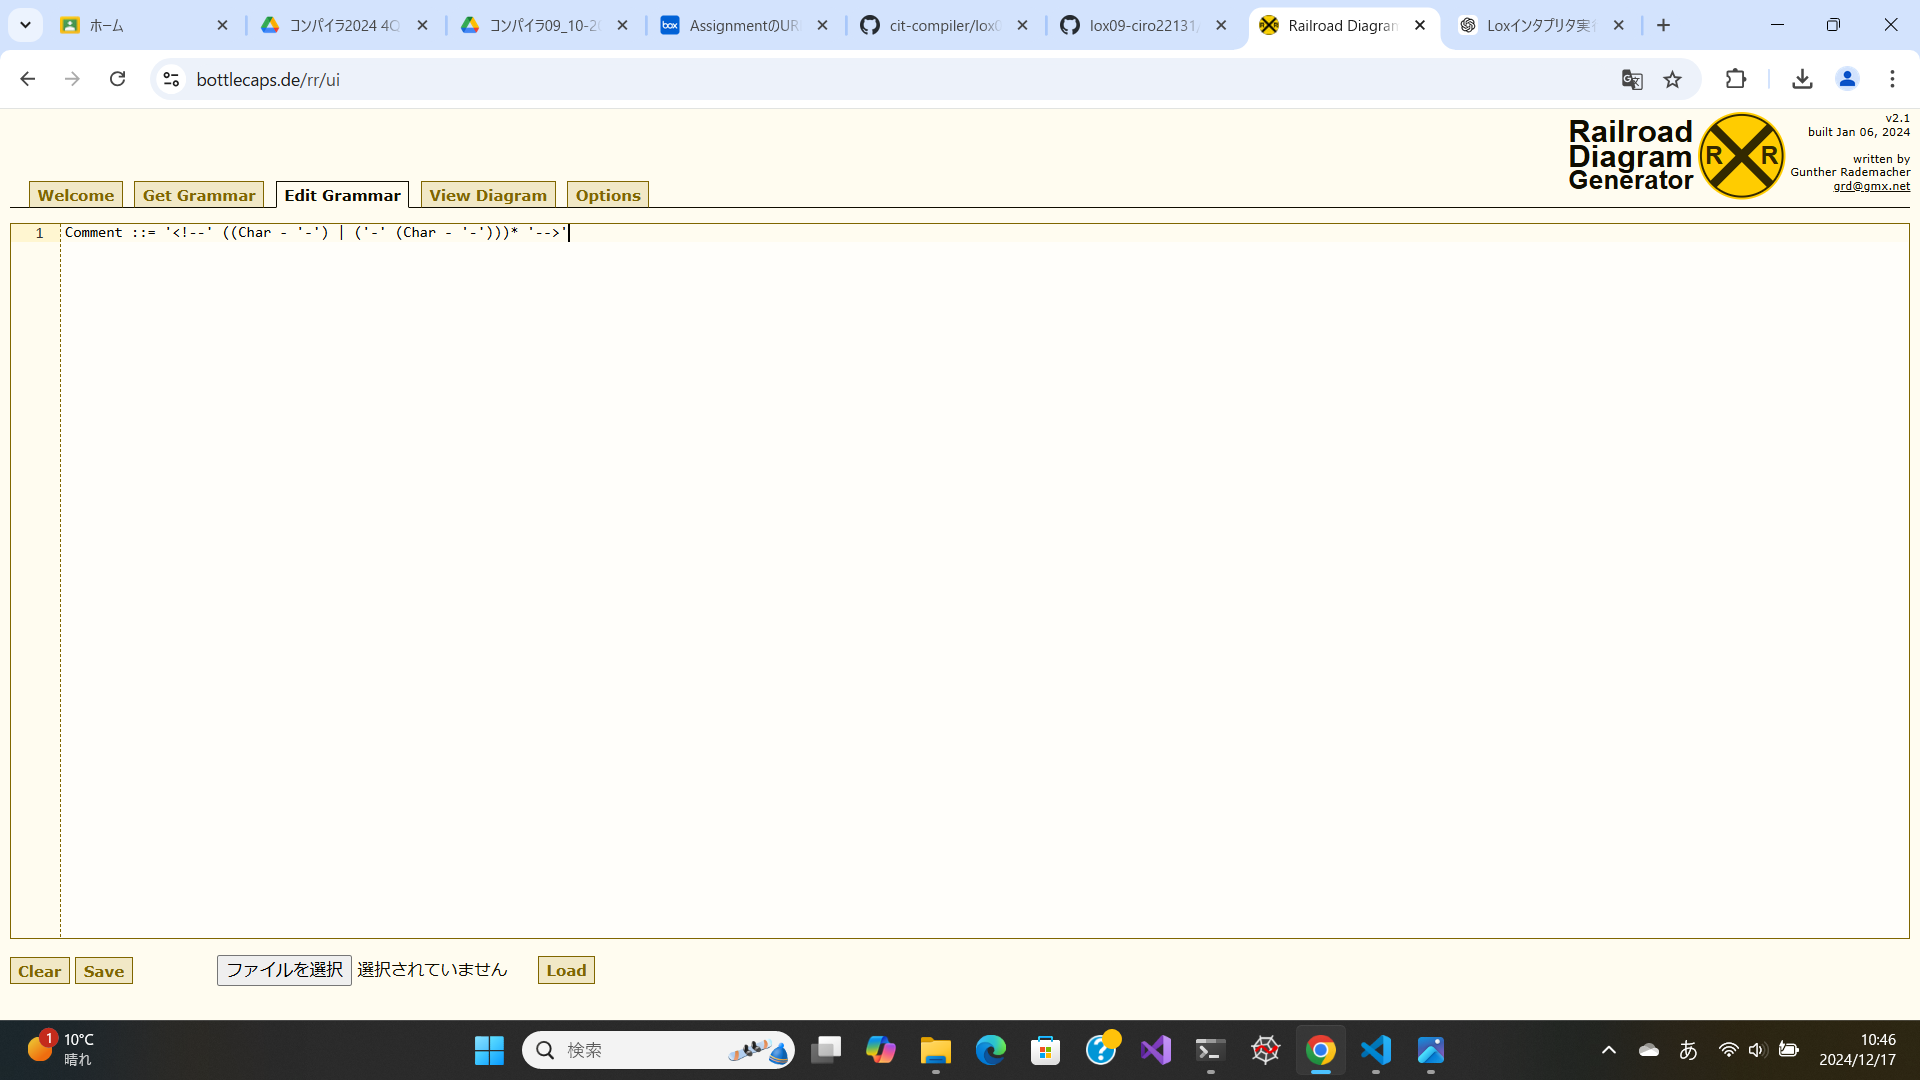 ホーム
コンパイラ2024 4Q
コンパイラ09_10-20
AssignmentのUR
cit-compiler/lox0
lox09-ciro22131/
Railroad Diagram
Loxインタプリタ実行
bottlecaps.de/rr/ui
Railroad
Diagram
Generator
R R
v2.1
built Jan 06, 2024
written by
Gunther Rademacher
grd@gmx.net
Welcome
Get Grammar
Edit Grammar
View Diagram
Options
1
Comment ::= '<!--' ((Char - '-') | ('-' (Char - '-')))* '-->'
Clear
Save
ファイルを選択
選択されていません
Load
1
10°C
晴れ
検索
あ
10:46
2024/12/17